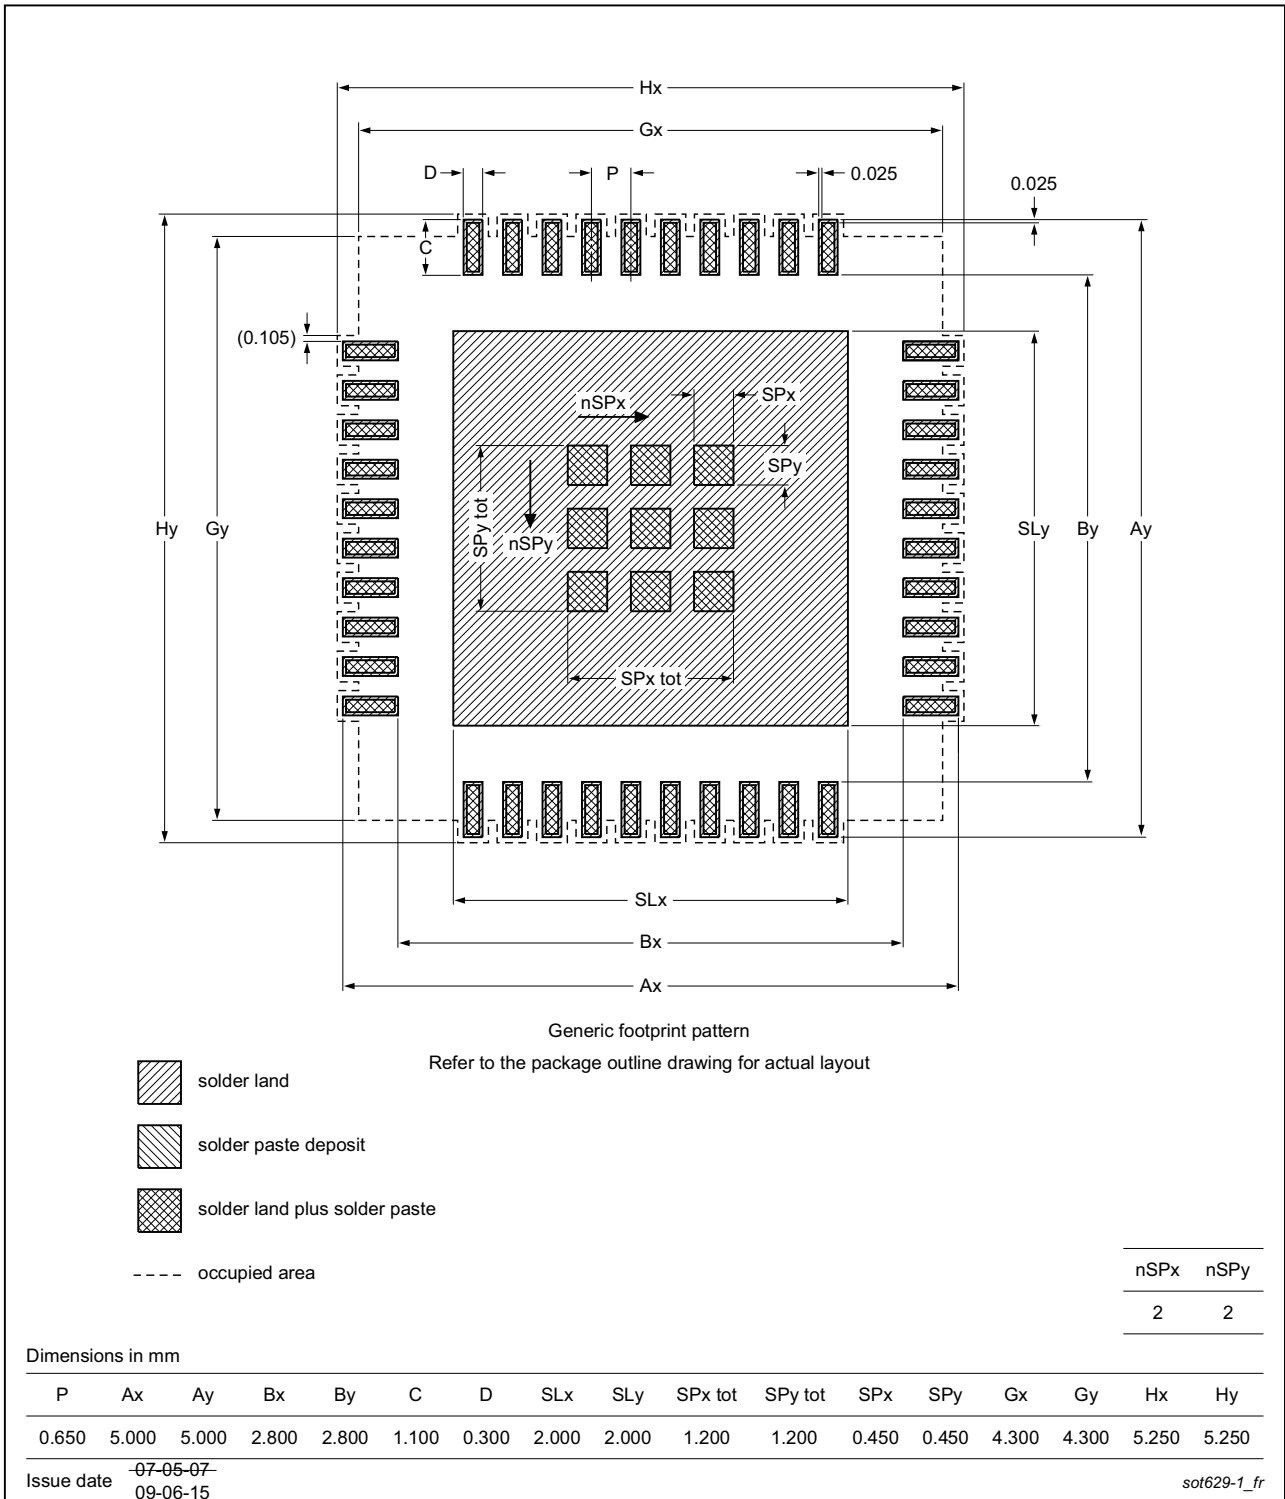 Hx
Gx
D
P
0.025
0.025
C
(0.105)
nSPx
SPx
SPy
SPy tot
nSPy
Hy
Gy
SLy
By
Ay
SPx tot
SLx
Bx
Ax
Generic footprint pattern
Refer to the package outline drawing for actual layout
solder land
solder paste deposit
solder land plus solder paste
occupied area
nSPx nSPy
2 2
Dimensions in mm
P Ax Ay Bx By C D SLx SLy SPx tot SPy tot SPx SPy Gx Gy Hx Hy
0.650 5.000 5.000 2.800 2.800 1.100 0.300 2.000 2.000 1.200 1.200 0.450 0.450 4.300 4.300 5.250 5.250
Issue date 07-05-07
09-06-15
sot629-1_fr